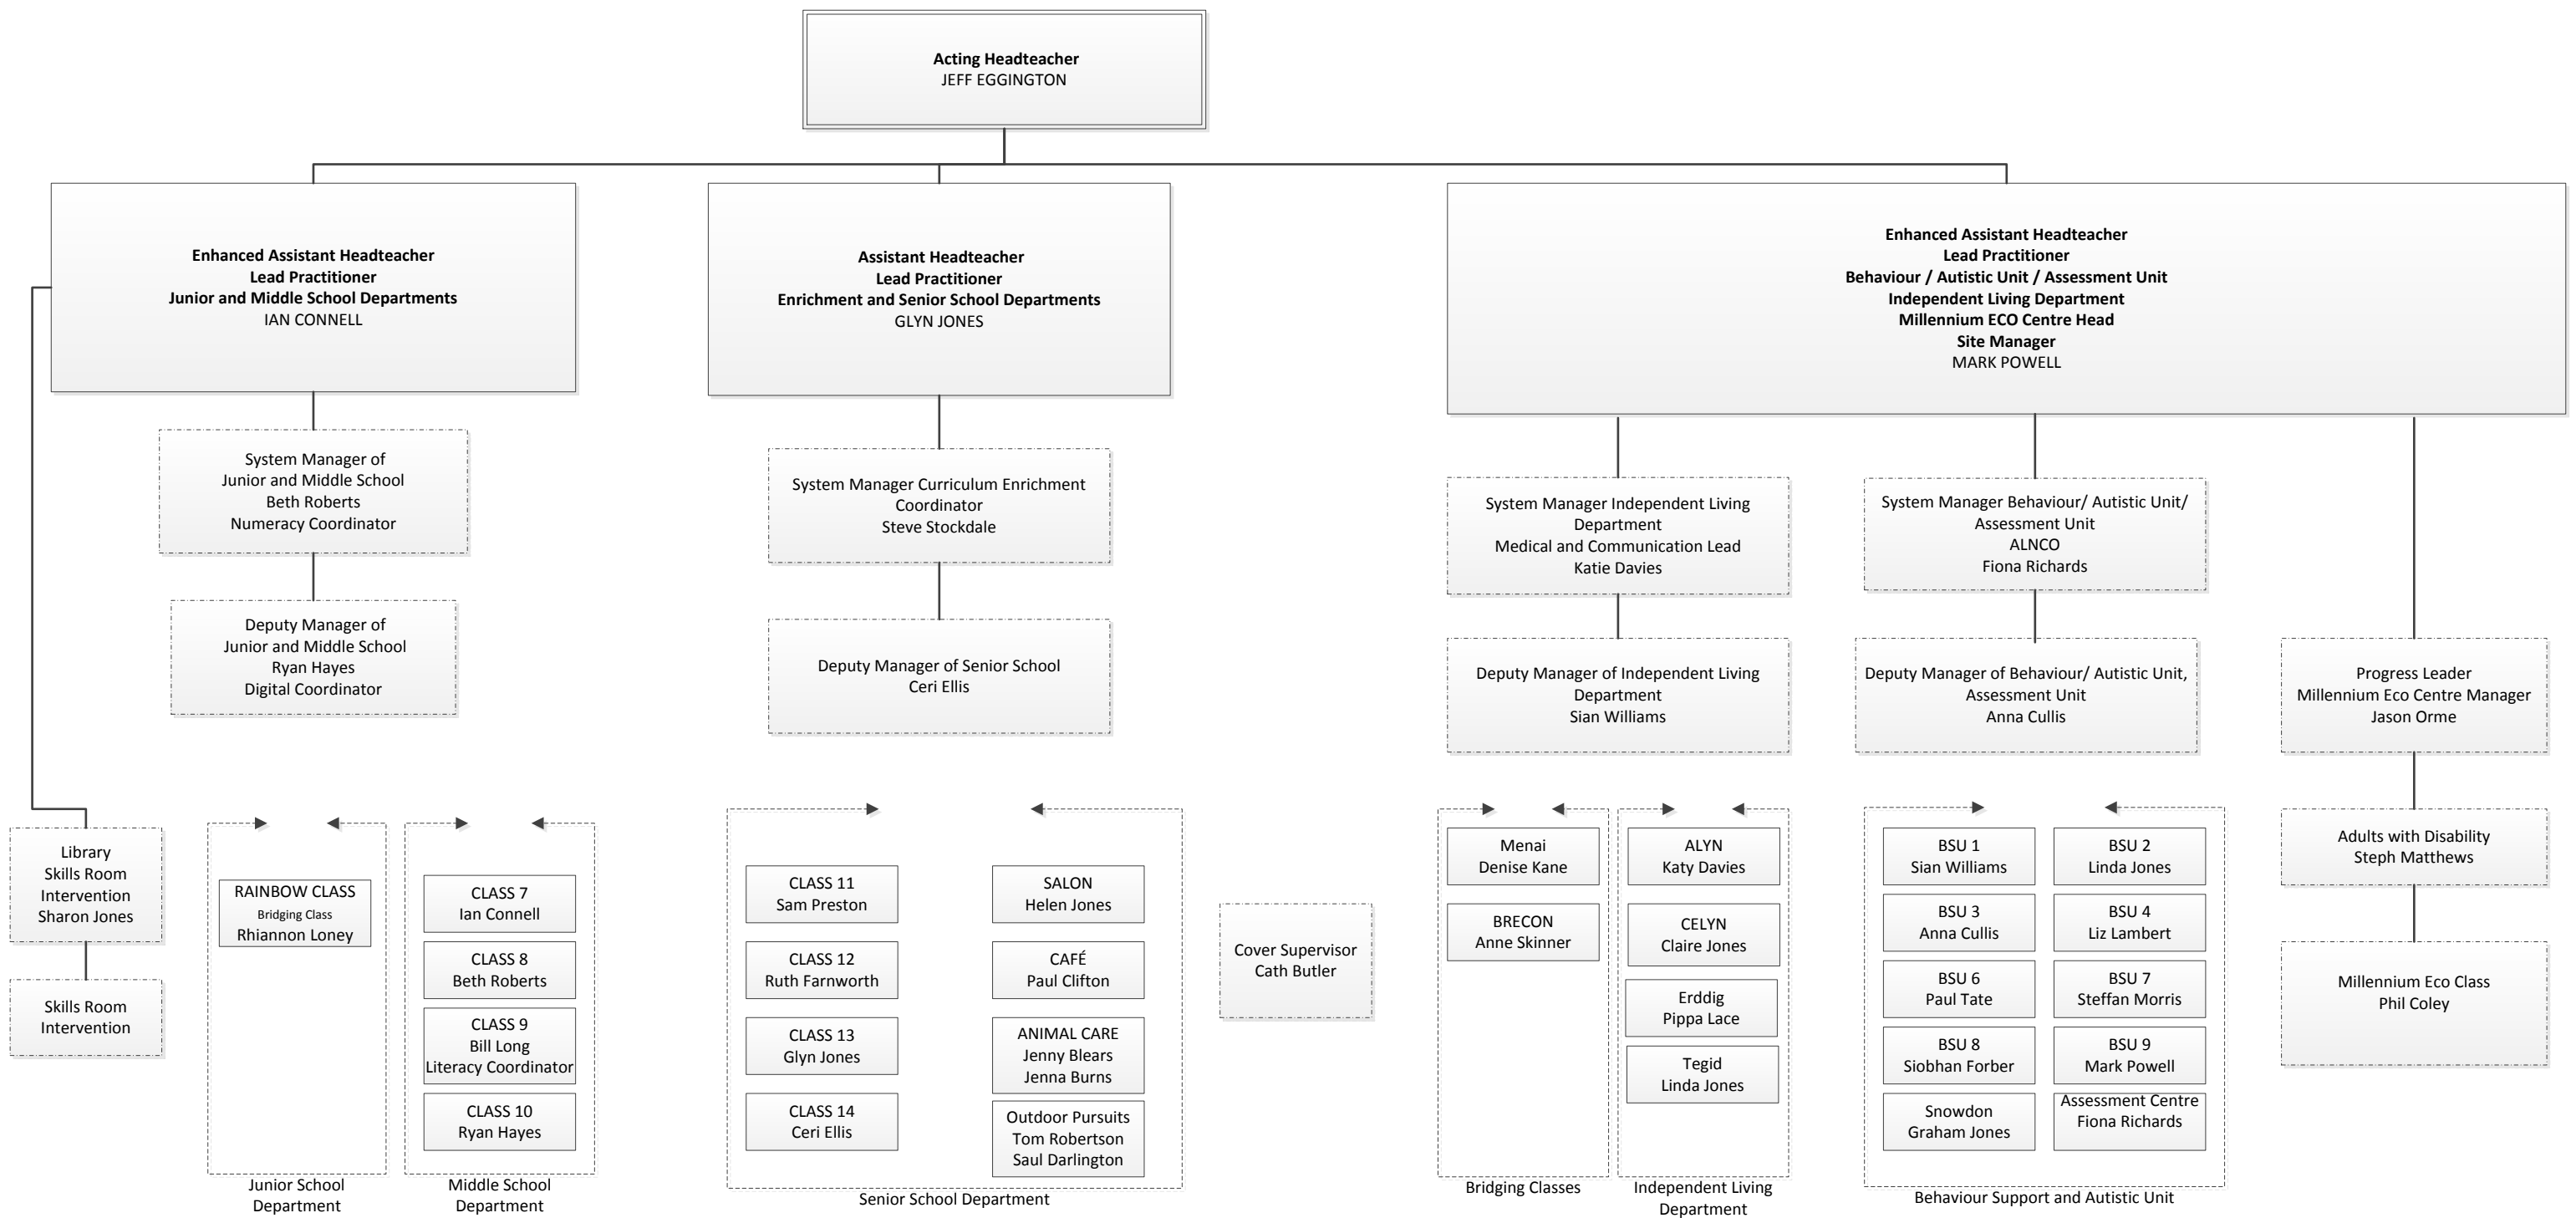 Acting Headteacher
JEFF EGGINGTON
Enhanced Assistant Headteacher
Lead Practitioner
Junior and Middle School Departments
IAN CONNELL
Assistant Headteacher
Lead Practitioner
Enrichment and Senior School Departments
GLYN JONES
Enhanced Assistant Headteacher
Lead Practitioner
Behaviour / Autistic Unit / Assessment Unit
Independent Living Department
Millennium ECO Centre Head
Site Manager
MARK POWELL
System Manager of
Junior and Middle School
Beth Roberts
Numeracy Coordinator
System Manager Curriculum Enrichment
Coordinator
Steve Stockdale
System Manager Independent Living
Department
Medical and Communication Lead
Katie Davies
System Manager Behaviour/ Autistic Unit/
Assessment Unit
ALNCO
Fiona Richards
Deputy Manager of
Junior and Middle School
Ryan Hayes
Digital Coordinator
Deputy Manager of Senior School
Ceri Ellis
Deputy Manager of Independent Living
Department
Sian Williams
Deputy Manager of Behaviour/ Autistic Unit,
Assessment Unit
Anna Cullis
Progress Leader
Millennium Eco Centre Manager
Jason Orme
Library
Skills Room
Intervention
Sharon Jones
Skills Room
Intervention
RAINBOW CLASS
Bridging Class
Rhiannon Loney
Junior School
Department
CLASS 7
Ian Connell
CLASS 8
Beth Roberts
CLASS 9
Bill Long
Literacy Coordinator
CLASS 10
Ryan Hayes
Middle School
Department
CLASS 11
Sam Preston
CLASS 12
Ruth Farnworth
CLASS 13
Glyn Jones
CLASS 14
Ceri Ellis
SALON
Helen Jones
CAFÉ
Paul Clifton
ANIMAL CARE
Jenny Blears
Jenna Burns
Outdoor Pursuits
Tom Robertson
Saul Darlington
Senior School Department
Cover Supervisor
Cath Butler
Menai
Denise Kane
BRECON
Anne Skinner
Bridging Classes
ALYN
Katy Davies
CELYN
Claire Jones
Erddig
Pippa Lace
Tegid
Linda Jones
Independent Living
Department
BSU 1
Sian Williams
BSU 2
Linda Jones
BSU 3
Anna Cullis
BSU 4
Liz Lambert
BSU 6
Paul Tate
BSU 7
Steffan Morris
BSU 8
Siobhan Forber
BSU 9
Mark Powell
Snowdon
Graham Jones
Assessment Centre
Fiona Richards
Behaviour Support and Autistic Unit
Adults with Disability
Steph Matthews
Millennium Eco Class
Phil Coley